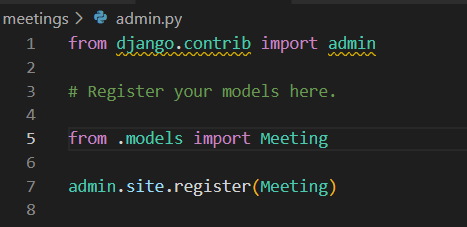 meetings > admin.py
1 from django.contrib import admin
2
3 # Register your models here.
4
5 from .models import Meeting
6
7 admin.site.register(Meeting)
8